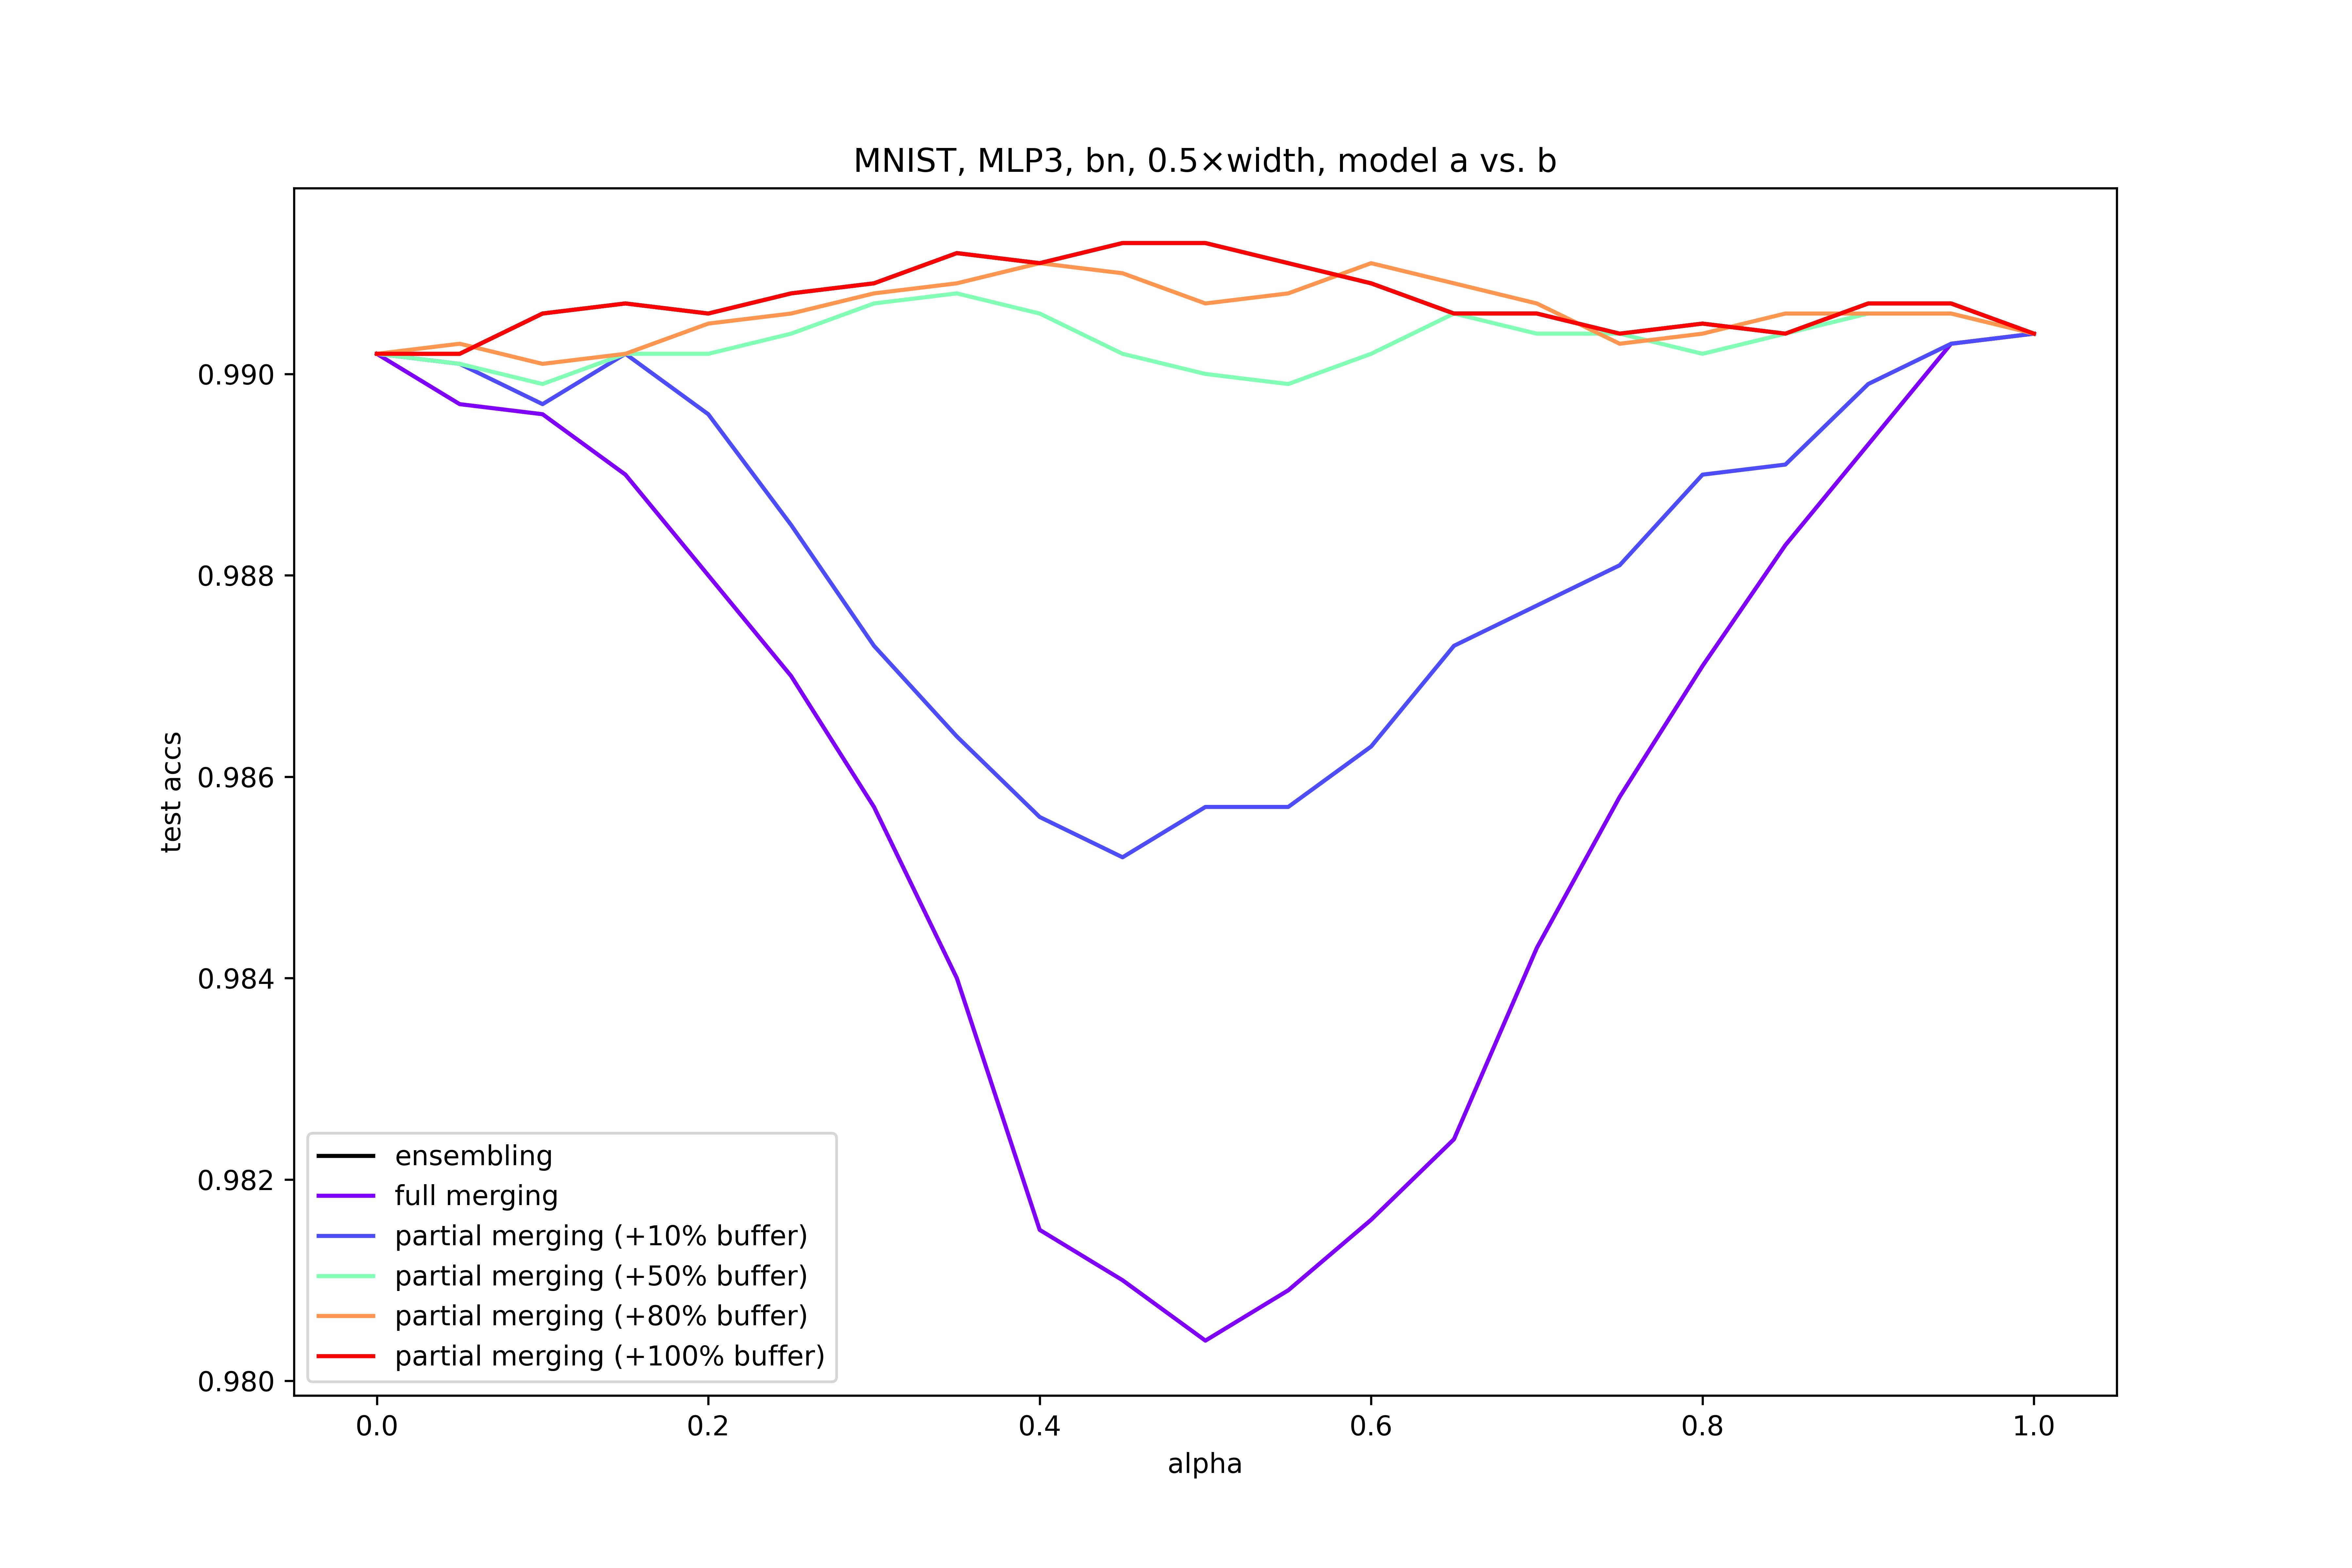 MNIST, MLP3, bn, 0.5×width, model a vs. b
0.990
0.988
0.986
0.984
0.982
0.980
test accs
ensembling
full merging
partial merging (+10% buffer)
partial merging (+50% buffer)
partial merging (+80% buffer)
partial merging (+100% buffer)
0.0 0.2 0.4 0.6 0.8 1.0
alpha